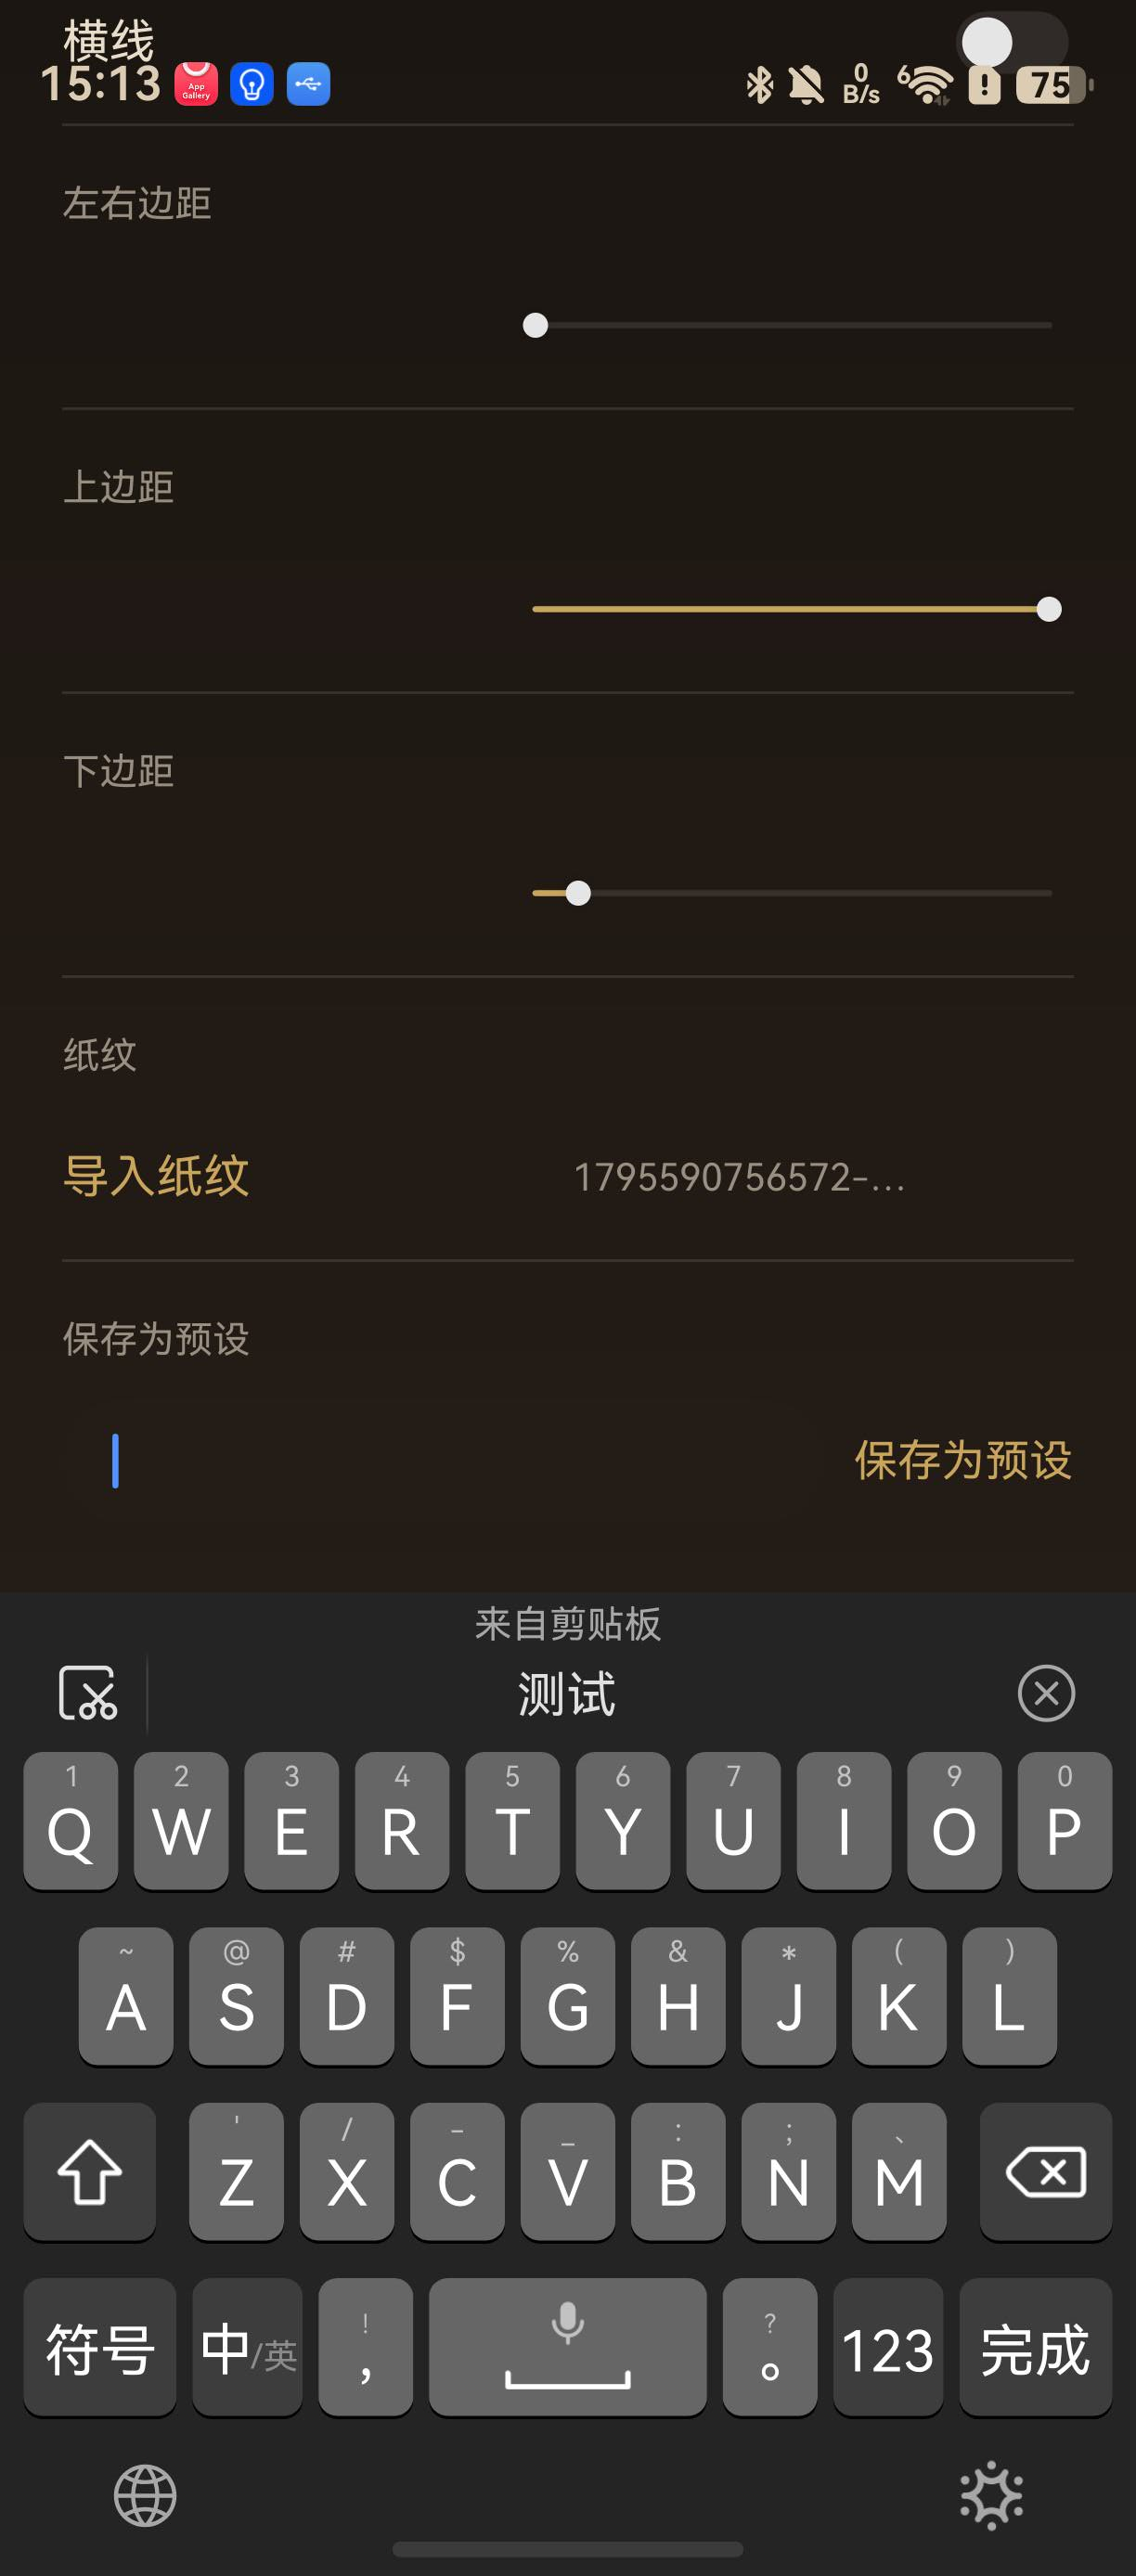 横线
15:13
App Gallery
0 B/s
6
75
左右边距
上边距
下边距
纸纹
导入纸纹
1795590756572-...
保存为预设
保存为预设
来自剪贴板
测试
1 2 3 4 5 6 7 8 9 0
Q W E R T Y U I O P
~ @ # $ % & * ( )
A S D F G H J K L
' / - _ : ; 、
Z X C V B N M
! ?
符号 中/英 , 。 123 完成